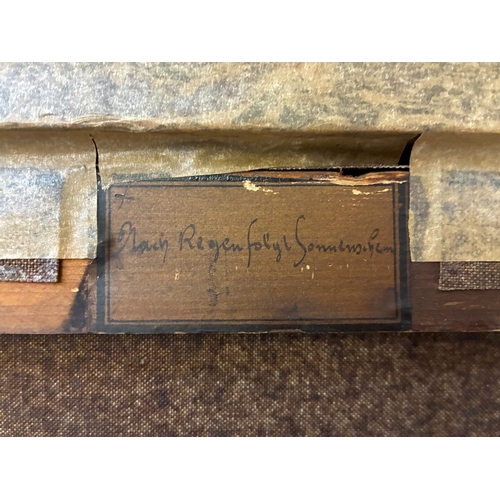 Nach Regen folgt Sonnenschein